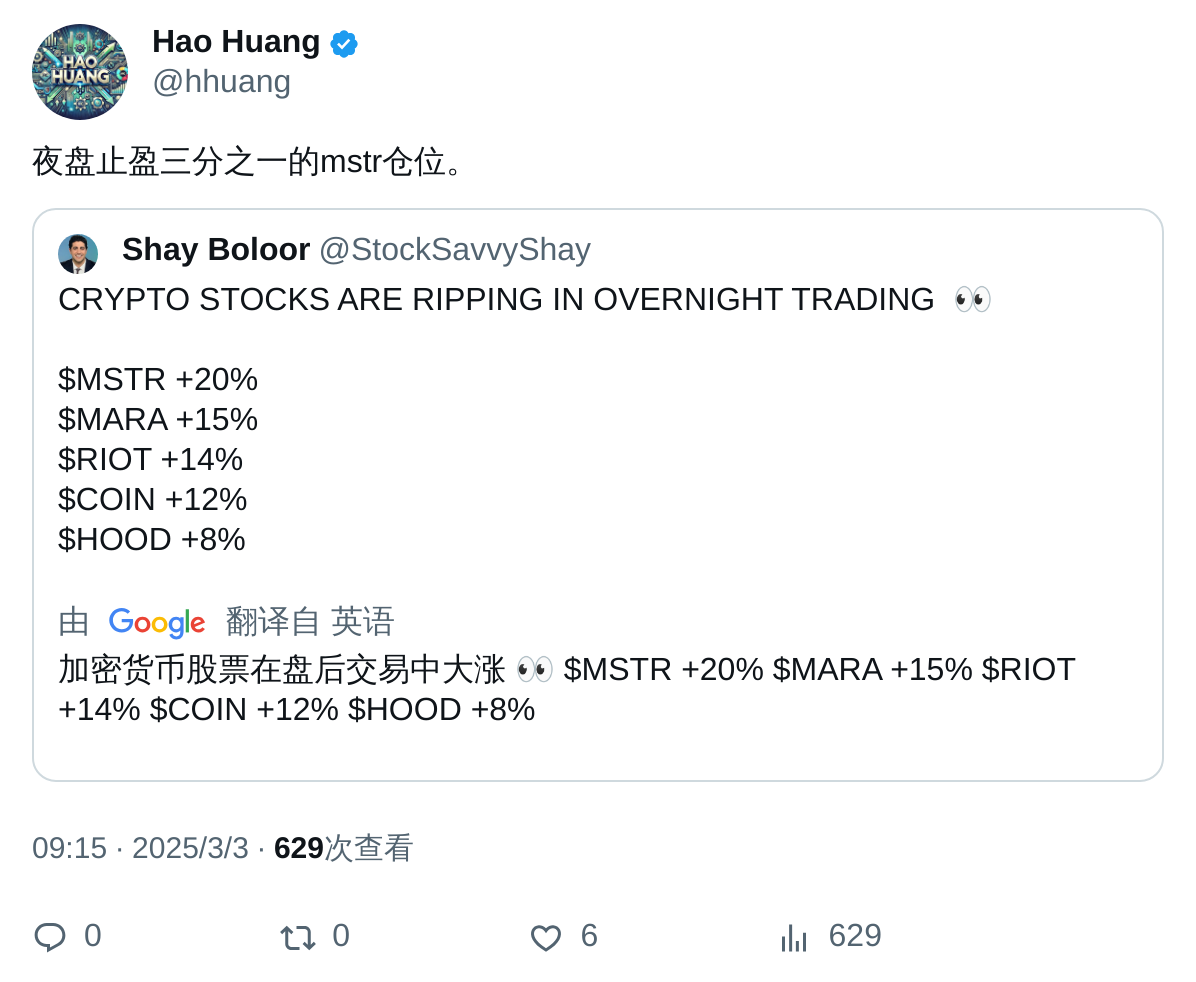 HAO
HUANG
Hao Huang
@hhuang
夜盘止盈三分之一的mstr仓位。
Shay Boloor @StockSavvyShay
CRYPTO STOCKS ARE RIPPING IN OVERNIGHT TRADING 👀
$MSTR +20%
$MARA +15%
$RIOT +14%
$COIN +12%
$HOOD +8%
由 Google 翻译自 英语
加密货币股票在盘后交易中大涨 👀 $MSTR +20% $MARA +15% $RIOT
+14% $COIN +12% $HOOD +8%
09:15 · 2025/3/3 · 629次查看
0 0 6 629